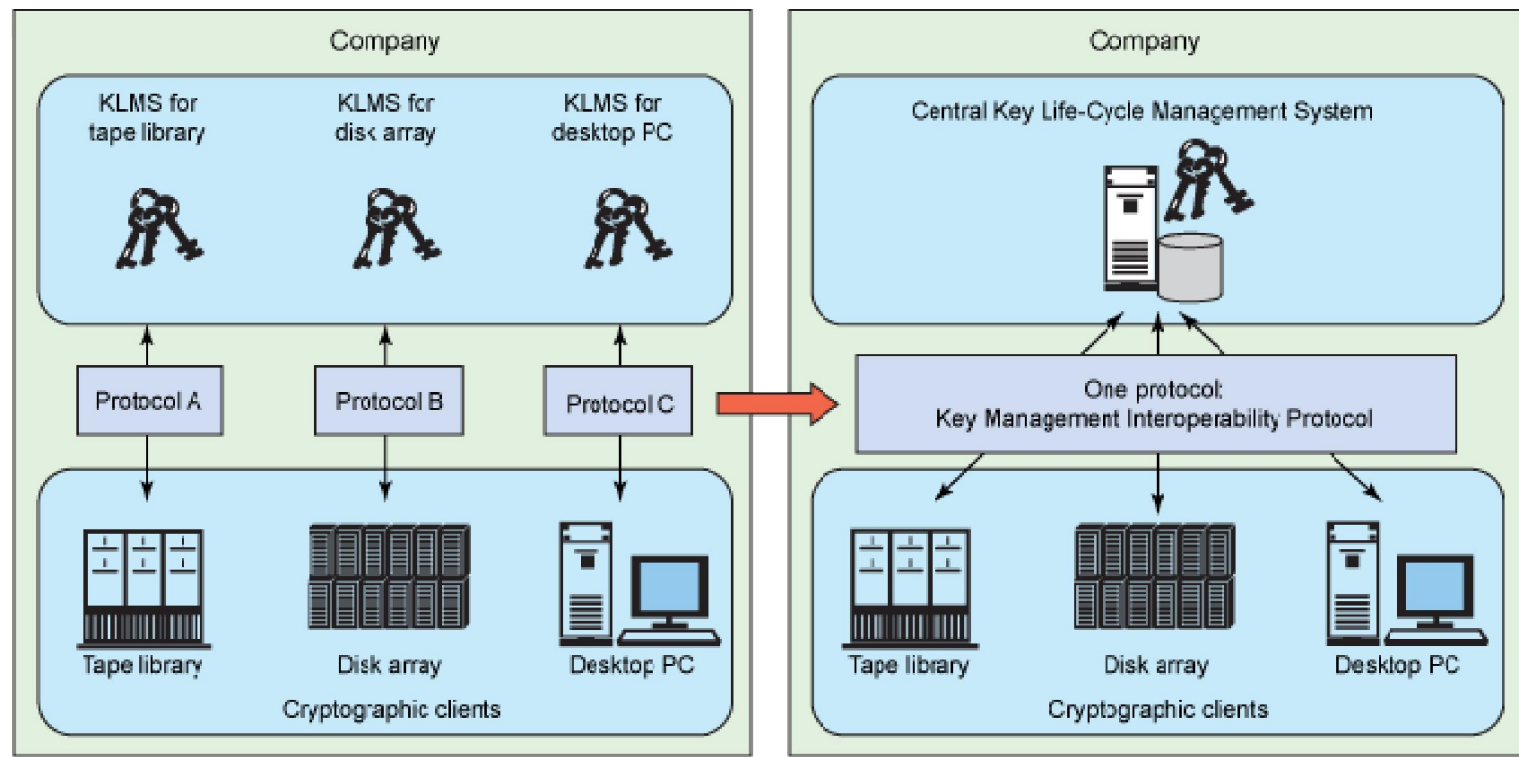 Company
KLMS for
tape library
KLMS for
disk array
KLMS for
desktop PC
Protocol A
Protocol B
Protocol C
Tape library
Disk array
Desktop PC
Cryptographic clients
Company
Central Key Life-Cycle Management System
One protocol:
Key Management Interoperability Protocol
Tape library
Disk array
Desktop PC
Cryptographic clients